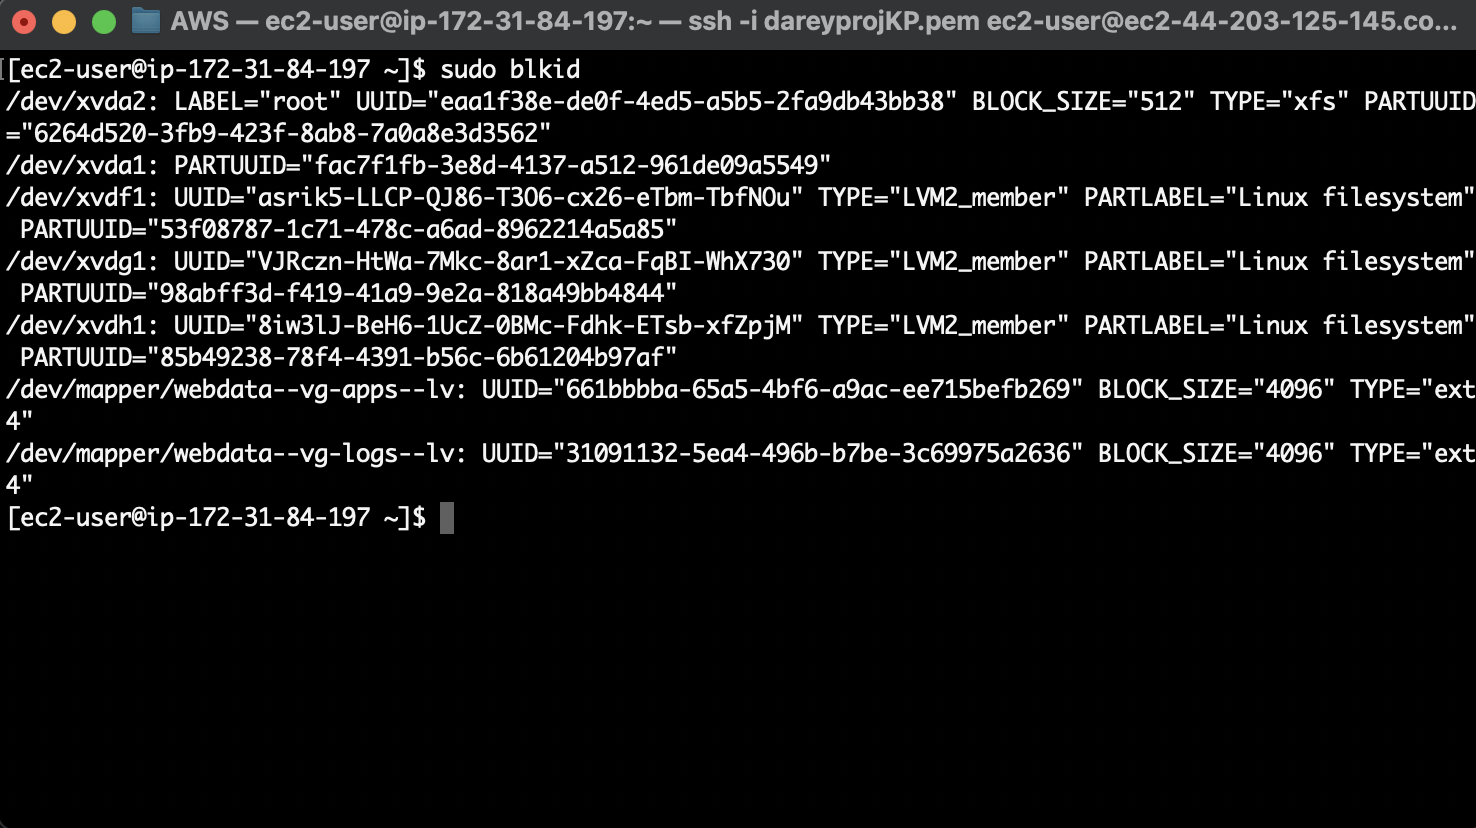 AWS — ec2-user@ip-172-31-84-197:~ — ssh -i dareyprojKP.pem ec2-user@ec2-44-203-125-145.co...
[ec2-user@ip-172-31-84-197 ~]$ sudo blkid
/dev/xvda2: LABEL="root" UUID="eaa1f38e-de0f-4ed5-a5b5-2fa9db43bb38" BLOCK_SIZE="512" TYPE="xfs" PARTUUID
="6264d520-3fb9-423f-8ab8-7a0a8e3d3562"
/dev/xvda1: PARTUUID="fac7f1fb-3e8d-4137-a512-961de09a5549"
/dev/xvdf1: UUID="asrik5-LLCP-QJ86-T3O6-cx26-eTbm-TbfNOu" TYPE="LVM2_member" PARTLABEL="Linux filesystem"
PARTUUID="53f08787-1c71-478c-a6ad-8962214a5a85"
/dev/xvdg1: UUID="VJRczn-HtWa-7Mkc-8ar1-xZca-FqBI-WhX730" TYPE="LVM2_member" PARTLABEL="Linux filesystem"
PARTUUID="98abff3d-f419-41a9-9e2a-818a49bb4844"
/dev/xvdh1: UUID="8iw3lJ-BeH6-1UcZ-0BMc-Fdhk-ETsb-xfZpjM" TYPE="LVM2_member" PARTLABEL="Linux filesystem"
PARTUUID="85b49238-78f4-4391-b56c-6b61204b97af"
/dev/mapper/webdata--vg-apps--lv: UUID="661bbbba-65a5-4bf6-a9ac-ee715befb269" BLOCK_SIZE="4096" TYPE="ext
4"
/dev/mapper/webdata--vg-logs--lv: UUID="31091132-5ea4-496b-b7be-3c69975a2636" BLOCK_SIZE="4096" TYPE="ext
4"
[ec2-user@ip-172-31-84-197 ~]$